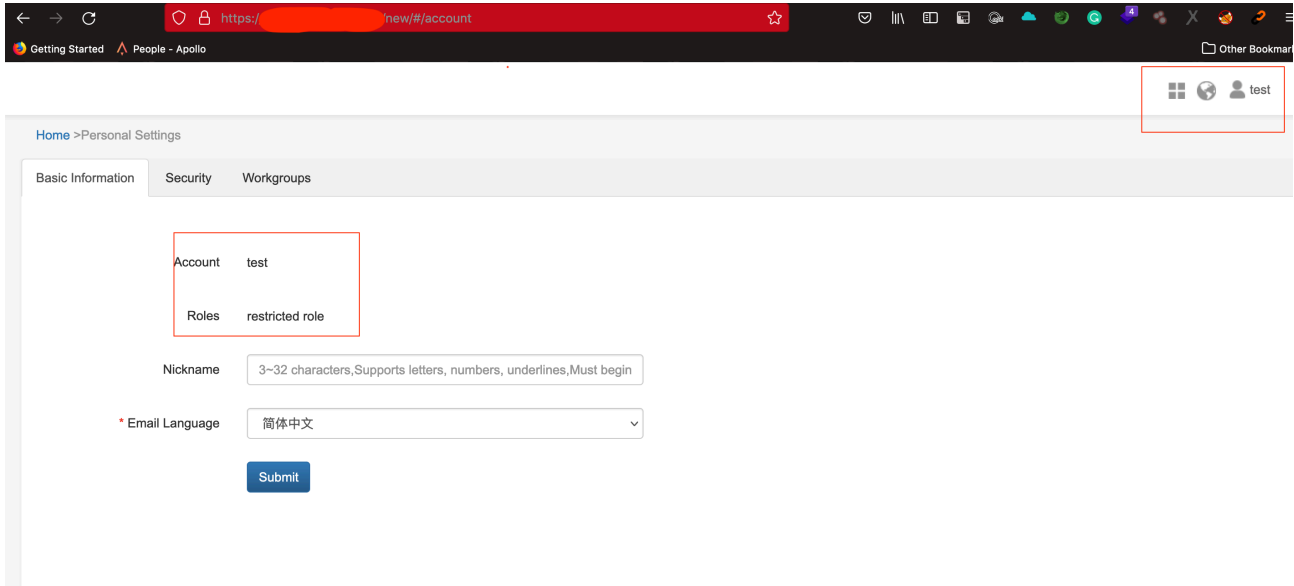 https:/ /new/#/account
4
Getting Started People - Apollo Other Bookmar
test
Home >Personal Settings
Basic Information Security Workgroups
Account test
Roles restricted role
Nickname 3~32 characters,Supports letters, numbers, underlines,Must begin
* Email Language 简体中文
Submit